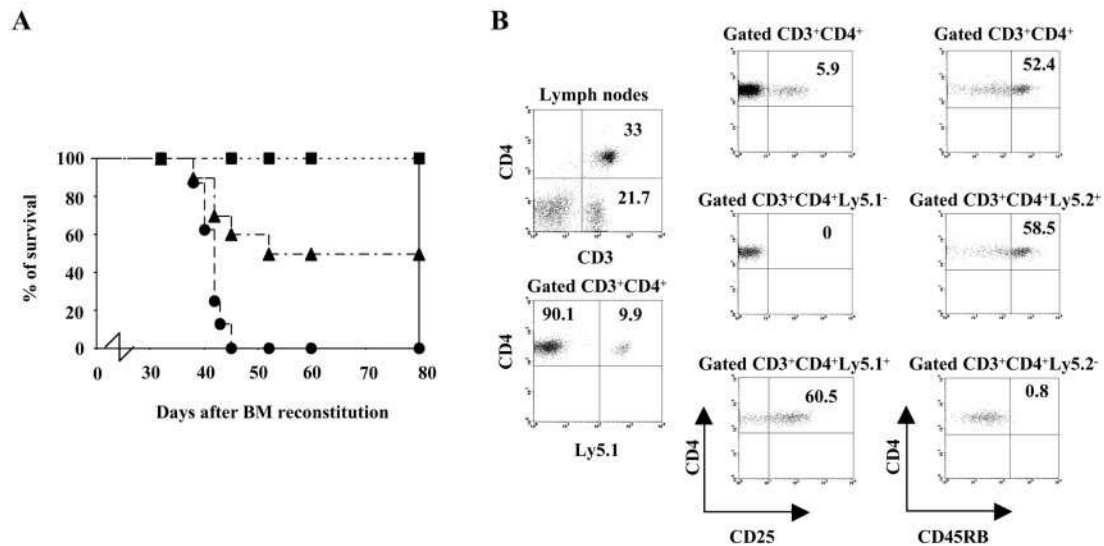 A
% of survival
100
80
60
40
20
0
0 30 40 50 60 70 80
Days after BM reconstitution
B
Lymph nodes
33
21.7
CD4
CD3
Gated CD3⁺CD4⁺
90.1 9.9
CD4
Ly5.1
Gated CD3⁺CD4⁺
5.9
Gated CD3⁺CD4⁺
52.4
Gated CD3⁺CD4⁺Ly5.1⁻
0
Gated CD3⁺CD4⁺Ly5.2⁺
58.5
Gated CD3⁺CD4⁺Ly5.1⁺
60.5
Gated CD3⁺CD4⁺Ly5.2⁻
0.8
CD4
CD25
CD4
CD45RB